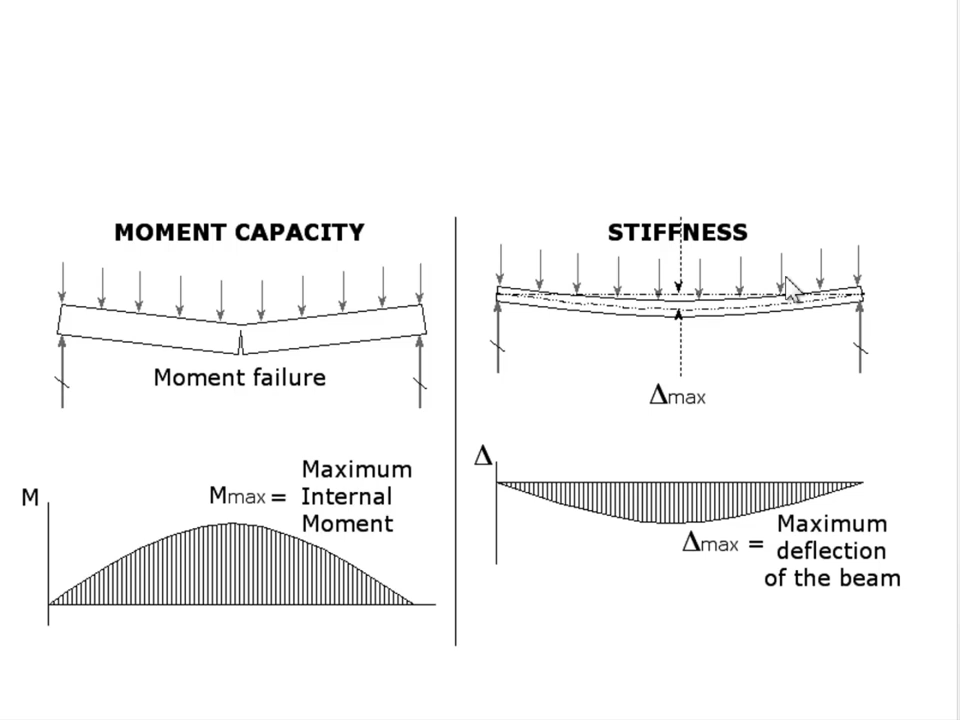 MOMENT CAPACITY
Moment failure
M
Mmax =
Maximum
Internal
Moment
STIFFNESS
Δmax
Δ
Δmax =
Maximum
deflection
of the beam